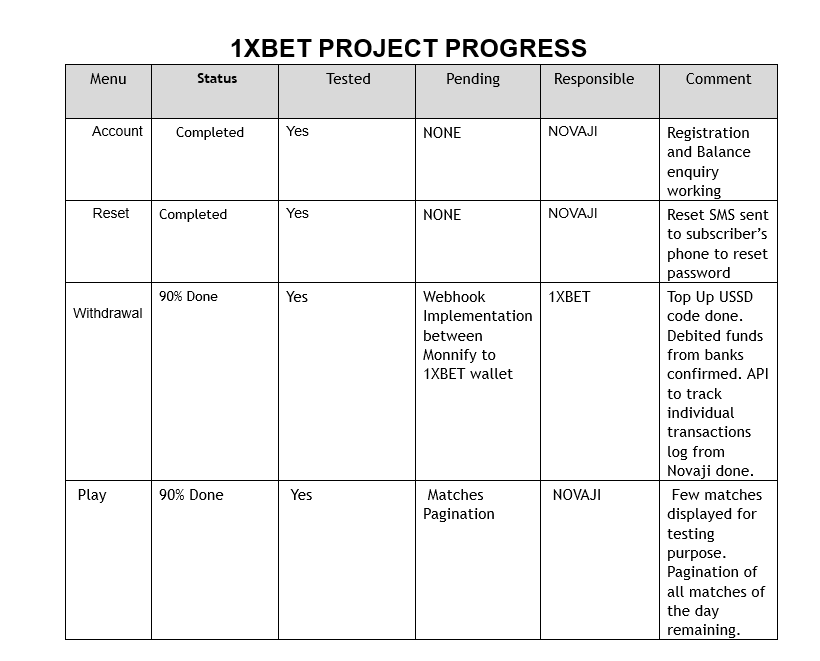 1XBET PROJECT PROGRESS
Menu Status Tested Pending Responsible Comment
Account Completed Yes NONE NOVAJI Registration
and Balance
enquiry
working
Reset Completed Yes NONE NOVAJI Reset SMS sent
to subscriber’s
phone to reset
password
Withdrawal 90% Done Yes Webhook
Implementation
between
Monnify to
1XBET wallet
1XBET
Top Up USSD
code done.
Debited funds
from banks
confirmed. API
to track
individual
transactions
log from
Novaji done.
Play 90% Done Yes Matches
Pagination
NOVAJI
Few matches
displayed for
testing
purpose.
Pagination of
all matches of
the day
remaining.